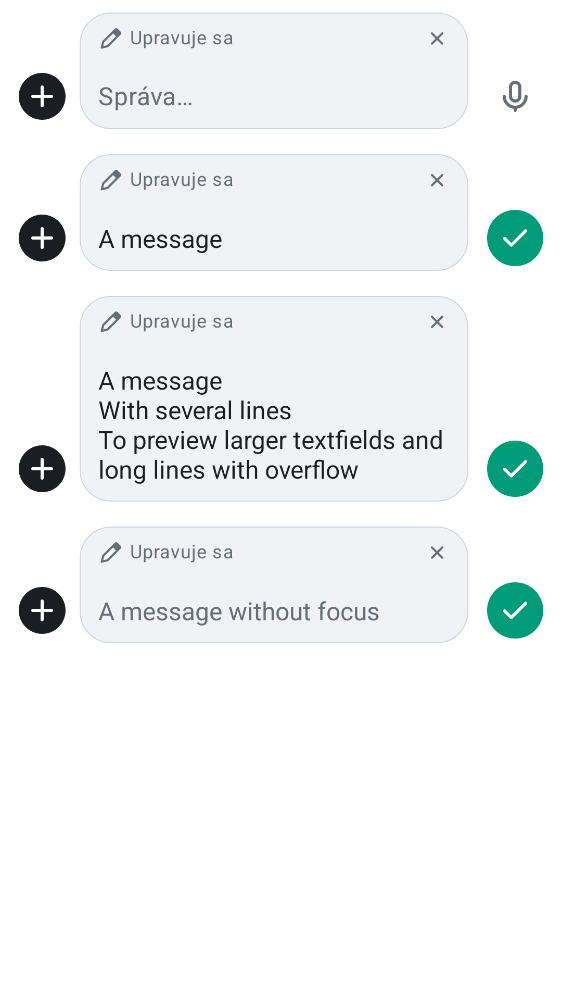 Upravuje sa
Správa…
Upravuje sa
A message
Upravuje sa
A message
With several lines
To preview larger textfields and
long lines with overflow
Upravuje sa
A message without focus